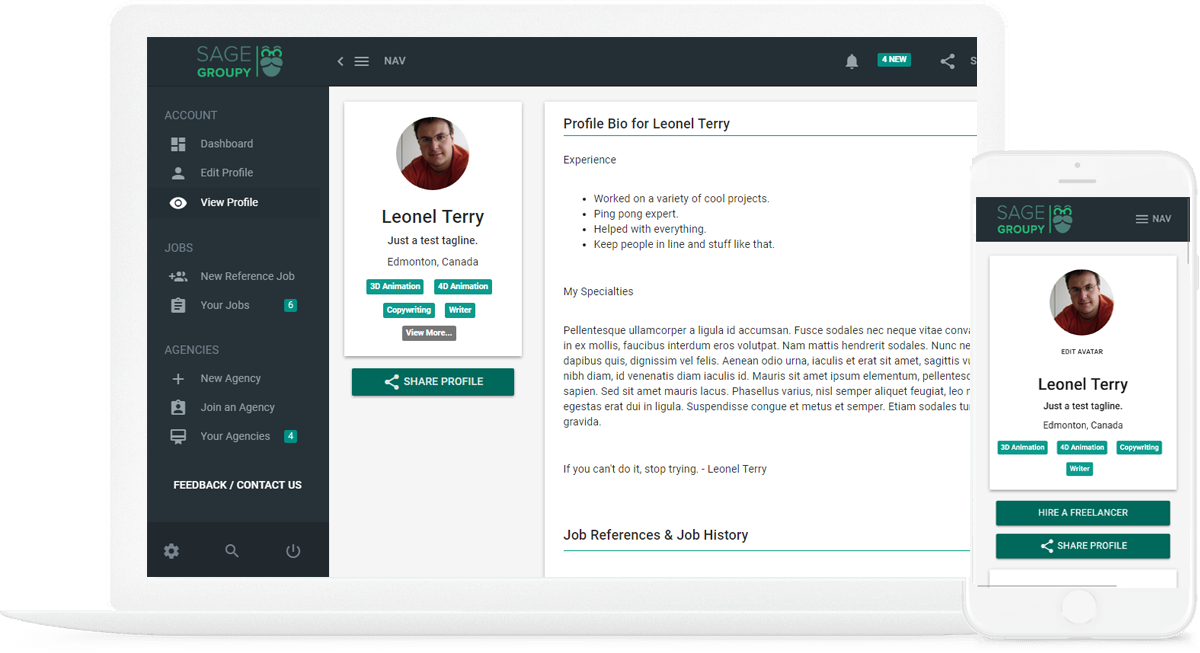 SAGE
GROUPY
NAV
4 NEW
S
ACCOUNT
Dashboard
Edit Profile
View Profile
JOBS
New Reference Job
Your Jobs 6
AGENCIES
New Agency
Join an Agency
Your Agencies 4
FEEDBACK / CONTACT US
Leonel Terry
Just a test tagline.
Edmonton, Canada
3D Animation 4D Animation
Copywriting Writer
View More...
SHARE PROFILE
Profile Bio for Leonel Terry
Experience
Worked on a variety of cool projects.
Ping pong expert.
Helped with everything.
Keep people in line and stuff like that.
My Specialties
Pellentesque ullamcorper a ligula id accumsan. Fusce sodales nec neque vitae conva
in ex mollis, faucibus interdum eros volutpat. Nam mattis hendrerit sodales. Nunc ne
dapibus quis, dignissim vel felis. Aenean odio urna, iaculis et erat sit amet, sagittis vu
nibh diam, id venenatis diam iaculis id. Mauris sit amet ipsum elementum, pellentesc
sapien. Sed sit amet mauris lacus. Phasellus varius, nisl semper aliquet feugiat, leo
egestas erat dui in ligula. Suspendisse congue et metus et semper. Etiam sodales tu
gravida.
If you can't do it, stop trying. - Leonel Terry
Job References & Job History
SAGE
GROUPY
NAV
EDIT AVATAR
Leonel Terry
Just a test tagline.
Edmonton, Canada
3D Animation 4D Animation Copywriting
Writer
HIRE A FREELANCER
SHARE PROFILE